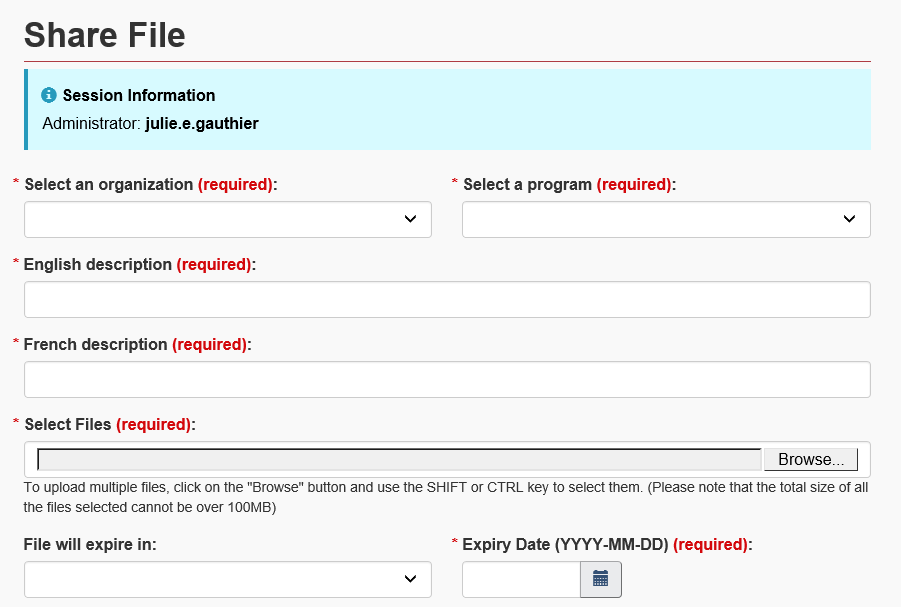 Share File
Session Information
Administrator: julie.e.gauthier
* Select an organization (required):
* Select a program (required):
* English description (required):
* French description (required):
* Select Files (required):
Browse...
To upload multiple files, click on the "Browse" button and use the SHIFT or CTRL key to select them. (Please note that the total size of all
the files selected cannot be over 100MB)
File will expire in:
* Expiry Date (YYYY-MM-DD) (required):